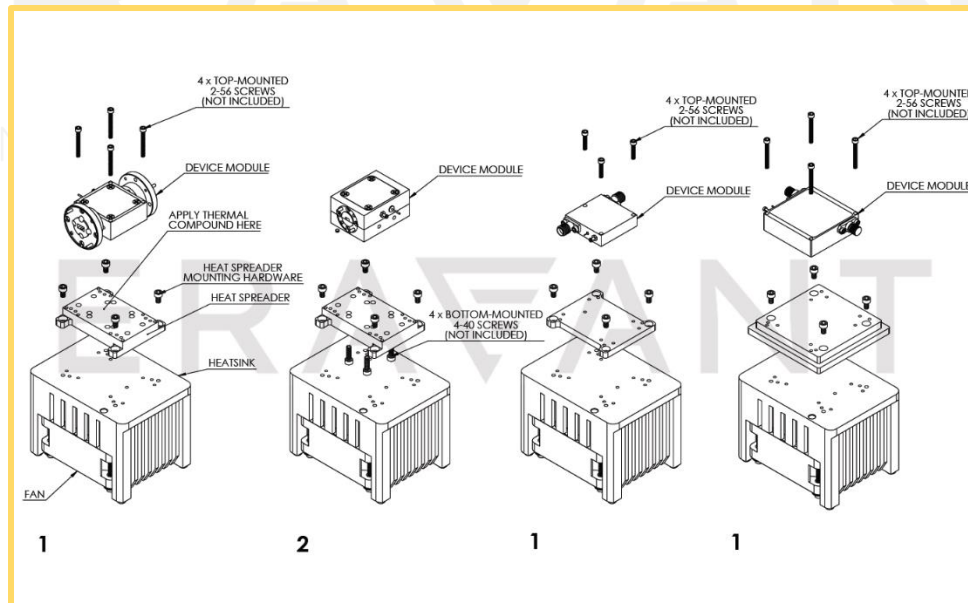 4 x TOP-MOUNTED
2-56 SCREWS
(NOT INCLUDED)
DEVICE MODULE
APPLY THERMAL
COMPOUND HERE
HEAT SPREADER
MOUNTING HARDWARE
HEAT SPREADER
HEATSINK
FAN
1
DEVICE MODULE
4 x BOTTOM-MOUNTED
4-40 SCREWS
(NOT INCLUDED)
2
4 x TOP-MOUNTED
2-56 SCREWS
(NOT INCLUDED)
DEVICE MODULE
1
4 x TOP-MOUNTED
2-56 SCREWS
(NOT INCLUDED)
DEVICE MODULE
1
ERAVANT